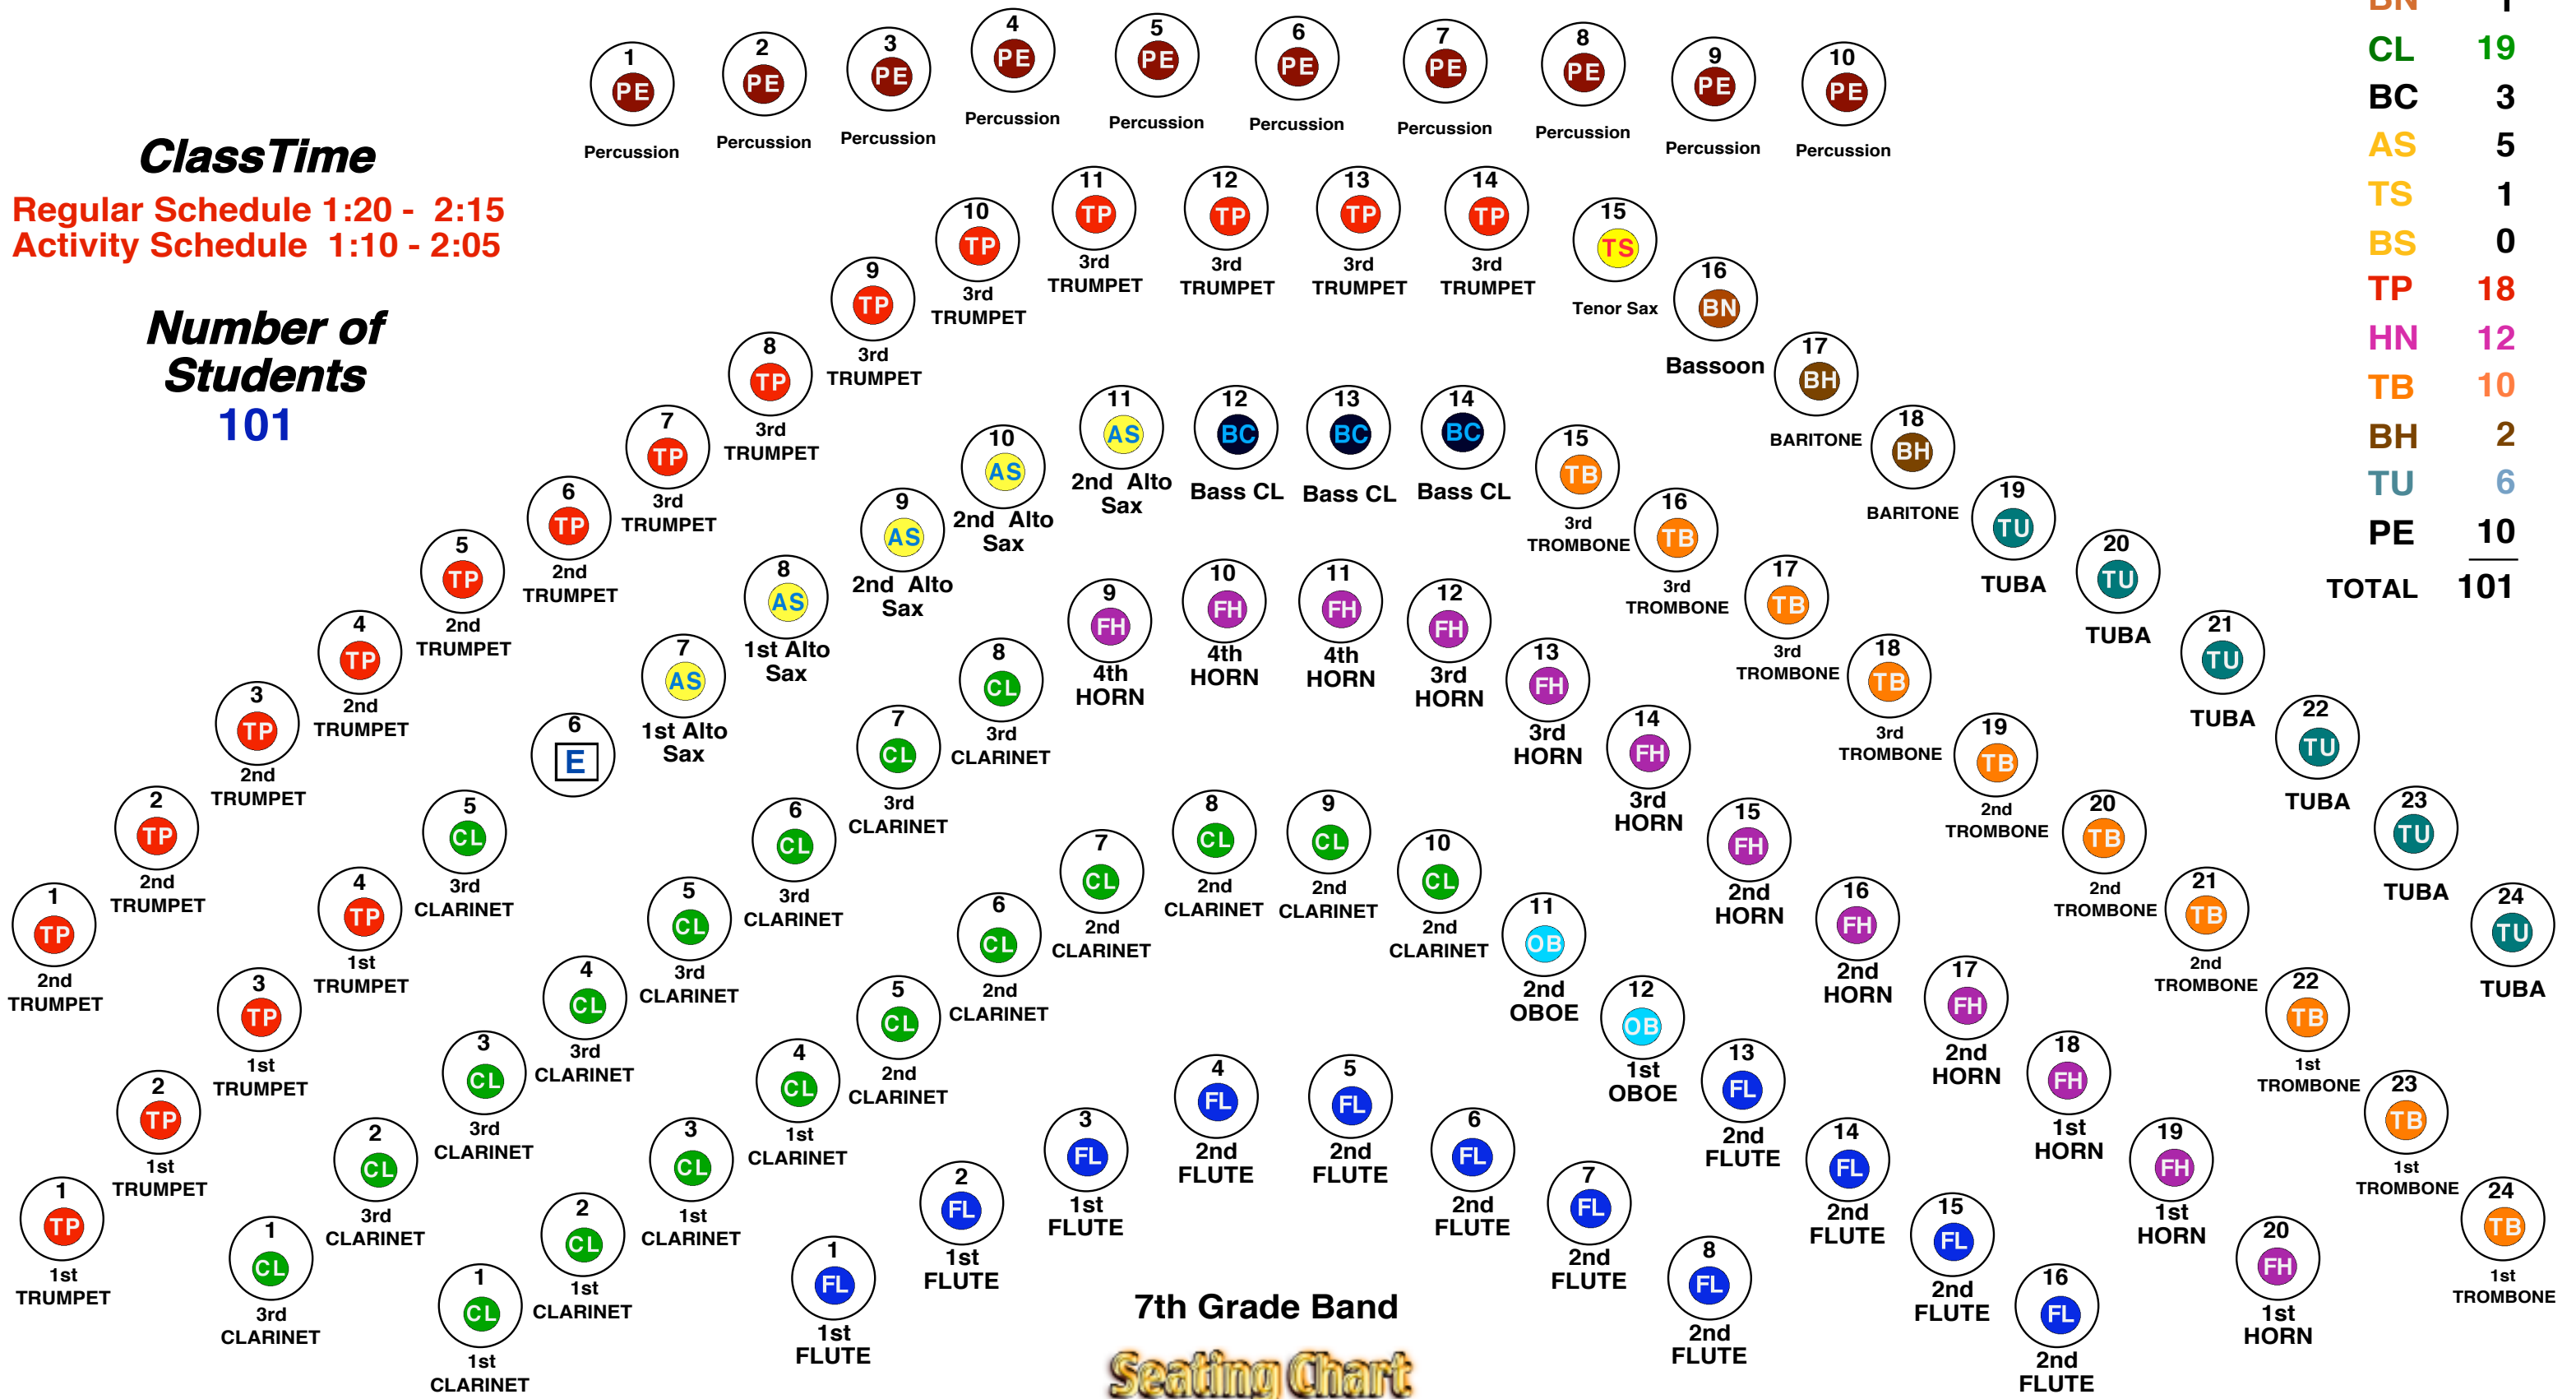 BN 1
CL 19
BC 3
AS 5
TS 1
BS 0
TP 18
HN 12
TB 10
BH 2
TU 6
PE 10
TOTAL 101
ClassTime
Regular Schedule 1:20 - 2:15
Activity Schedule 1:10 - 2:05
Number of
Students
101
1 PE Percussion
2 PE Percussion
3 PE Percussion
4 PE Percussion
5 PE Percussion
6 PE Percussion
7 PE Percussion
8 PE Percussion
9 PE Percussion
10 PE Percussion
1 TP 2nd TRUMPET
2 TP 2nd TRUMPET
3 TP 2nd TRUMPET
4 TP 2nd TRUMPET
5 TP 2nd TRUMPET
6 TP 2nd TRUMPET
7 TP 3rd TRUMPET
8 TP 3rd TRUMPET
9 TP 3rd TRUMPET
10 TP 3rd TRUMPET
11 TP 3rd TRUMPET
12 TP 3rd TRUMPET
13 TP 3rd TRUMPET
14 TP 3rd TRUMPET
15 TS Tenor Sax
16 BN Bassoon
17 BH BARITONE
18 BH BARITONE
19 TU TUBA
20 TU TUBA
21 TU TUBA
22 TU TUBA
23 TU TUBA
24 TU TUBA
1 TP 1st TRUMPET
2 TP 1st TRUMPET
3 TP 1st TRUMPET
4 TP 1st TRUMPET
5 CL 3rd CLARINET
6 E
7 AS 1st Alto Sax
8 AS 1st Alto Sax
9 AS 2nd Alto Sax
10 AS 2nd Alto Sax
11 AS 2nd Alto Sax
12 BC Bass CL
13 BC Bass CL
14 BC Bass CL
15 TB 3rd TROMBONE
16 TB 3rd TROMBONE
17 TB 3rd TROMBONE
18 TB 3rd TROMBONE
19 TB 2nd TROMBONE
20 TB 2nd TROMBONE
21 TB 2nd TROMBONE
22 TB 1st TROMBONE
23 TB 1st TROMBONE
24 TB 1st TROMBONE
1 CL 3rd CLARINET
2 CL 3rd CLARINET
3 CL 3rd CLARINET
4 CL 3rd CLARINET
5 CL 3rd CLARINET
6 CL 3rd CLARINET
7 CL 3rd CLARINET
8 CL 3rd CLARINET
9 FH 4th HORN
10 FH 4th HORN
11 FH 4th HORN
12 FH 3rd HORN
13 FH 3rd HORN
14 FH 3rd HORN
15 FH 2nd HORN
16 FH 2nd HORN
17 FH 2nd HORN
18 FH 1st HORN
19 FH 1st HORN
20 FH 1st HORN
1 CL 1st CLARINET
2 CL 1st CLARINET
3 CL 1st CLARINET
4 CL 1st CLARINET
5 CL 2nd CLARINET
6 CL 2nd CLARINET
7 CL 2nd CLARINET
8 CL 2nd CLARINET
9 CL 2nd CLARINET
10 CL 2nd CLARINET
11 OB 2nd OBOE
12 OB 1st OBOE
13 FL 2nd FLUTE
14 FL 2nd FLUTE
15 FL 2nd FLUTE
16 FL 2nd FLUTE
1 FL 1st FLUTE
2 FL 1st FLUTE
3 FL 1st FLUTE
4 FL 2nd FLUTE
5 FL 2nd FLUTE
6 FL 2nd FLUTE
7 FL 2nd FLUTE
8 FL 2nd FLUTE
7th Grade Band
Seating Chart